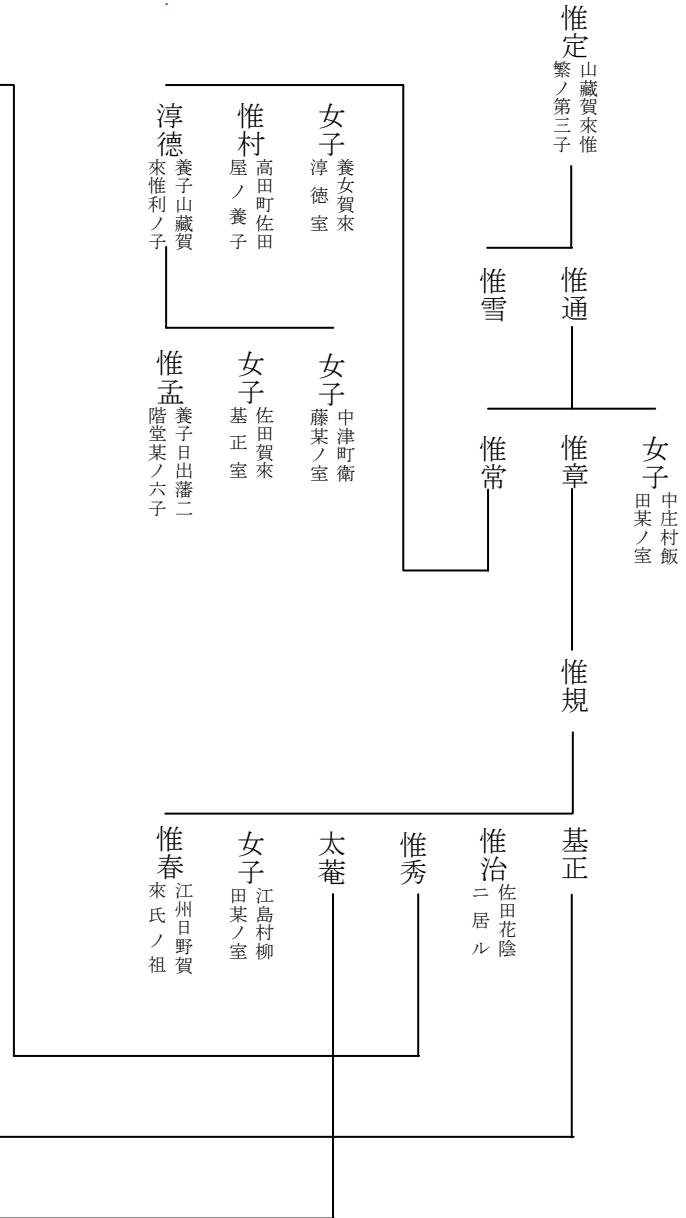 惟定
山藏賀來惟
繁ノ第三子
惟通
惟雪
女子
中庄村飯
田某ノ室
惟章
惟常
女子
養女賀來
淳徳室
惟村
高田町佐田
屋ノ養子
淳德
養子山藏賀
來惟利ノ子
女子
中津町衛
藤某ノ室
女子
佐田賀來
基正室
惟孟
養子日出藩二
階堂某ノ六子
惟規
基正
惟治
佐田花陰
ニ居ル
惟秀
太菴
女子
江島村柳
田某ノ室
惟春
江州日野賀
來氏ノ祖